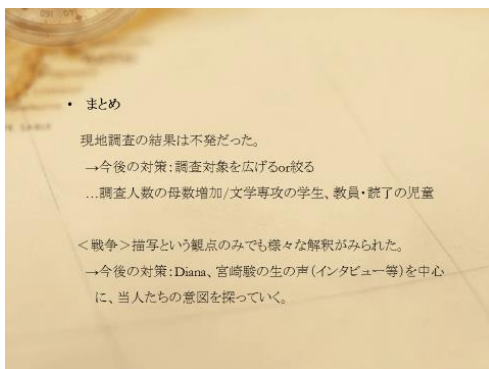 • まとめ
現地調査の結果は不発だった。
→今後の対策:調査対象を広げるor絞る
…調査人数の母数増加/文学専攻の学生、教員・読了の児童
<戦争>描写という観点のみでも様々な解釈がみられた。
→今後の対策:Diana、宮崎駿の生の声(インタビュー等)を中心
に、当人たちの意図を探っていく。